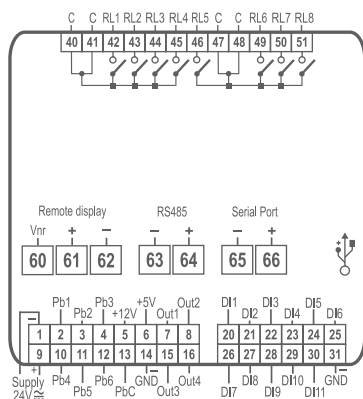 C C RL1 RL2 RL3 RL4 RL5 C C RL6 RL7 RL8
40 41 42 43 44 45 46 47 48 49 50 51
Remote display RS485 Serial Port
Vnr + − − + − +
60 61 62 63 64 65 66
Pb1 Pb3 +5V Out2 DI1 DI3 DI5
Pb2 +12V Out1 DI2 DI4 DI6
− 1 2 3 4 5 6 7 8 20 21 22 23 24 25
+ 9 10 11 12 13 14 15 16 26 27 28 29 30 31
Supply Pb4 Pb6 GND − Out4 DI8 DI10 GND −
24V ≂ Pb5 PbC Out3 DI7 DI9 DI11